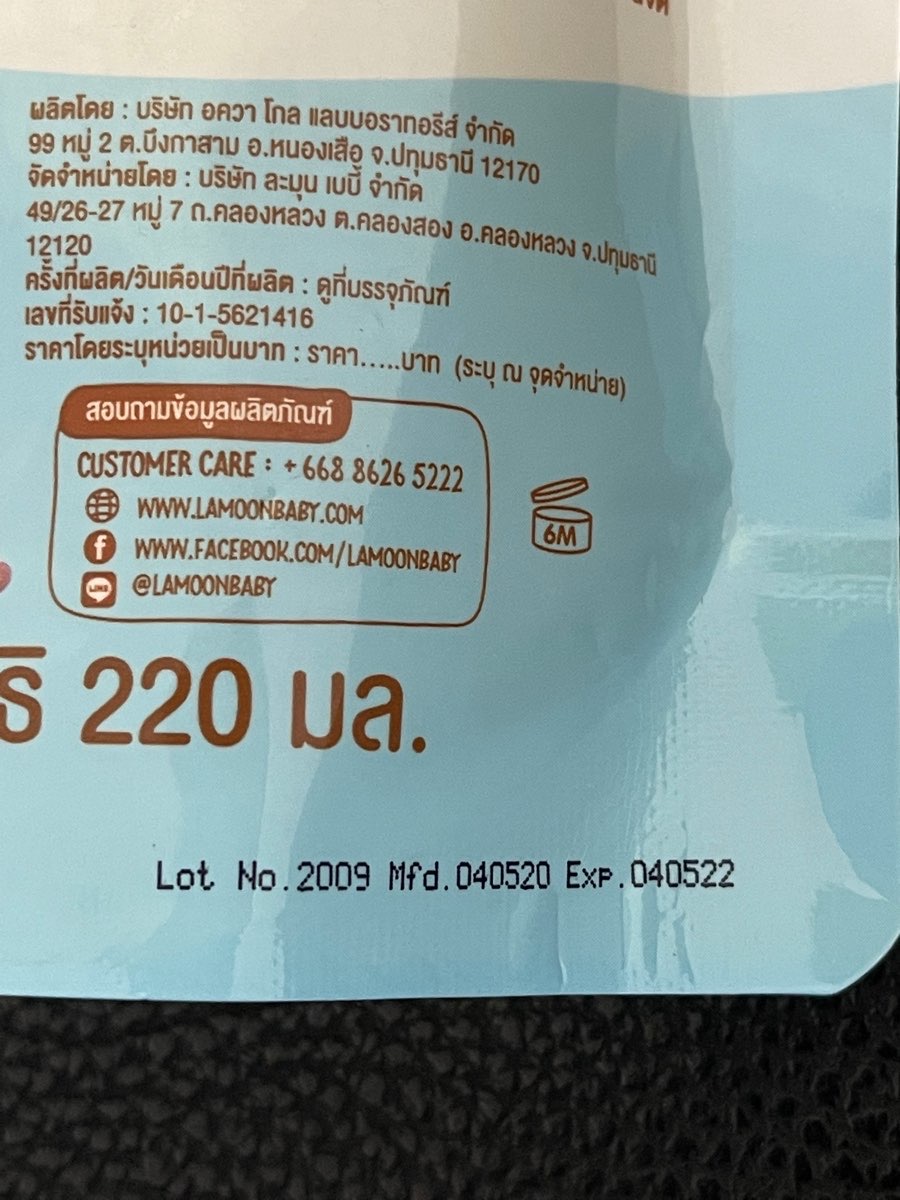 ผลิตโดย : บริษัท อควา โกล แลบบอราทอรีส์ จำกัด
99 หมู่ 2 ต.บึงกาสาม อ.หนองเสือ จ.ปทุมธานี 12170
จัดจำหน่ายโดย : บริษัท ละมุน เบบี้ จำกัด
49/26-27 หมู่ 7 ถ.คลองหลวง ต.คลองสอง อ.คลองหลวง จ.ปทุมธานี
12120
ครั้งที่ผลิต/วันเดือนปีที่ผลิต : ดูที่บรรจุภัณฑ์
เลขที่รับแจ้ง : 10-1-5621416
ราคาโดยระบุหน่วยเป็นบาท : ราคา.....บาท (ระบุ ณ จุดจำหน่าย)
สอบถามข้อมูลผลิตภัณฑ์
CUSTOMER CARE : +668 8626 5222
WWW.LAMOONBABY.COM
f WWW.FACEBOOK.COM/LAMOONBABY
LINE @LAMOONBABY
6M
220 มล.
Lot No.2009 Mfd.040520 Exp.040522